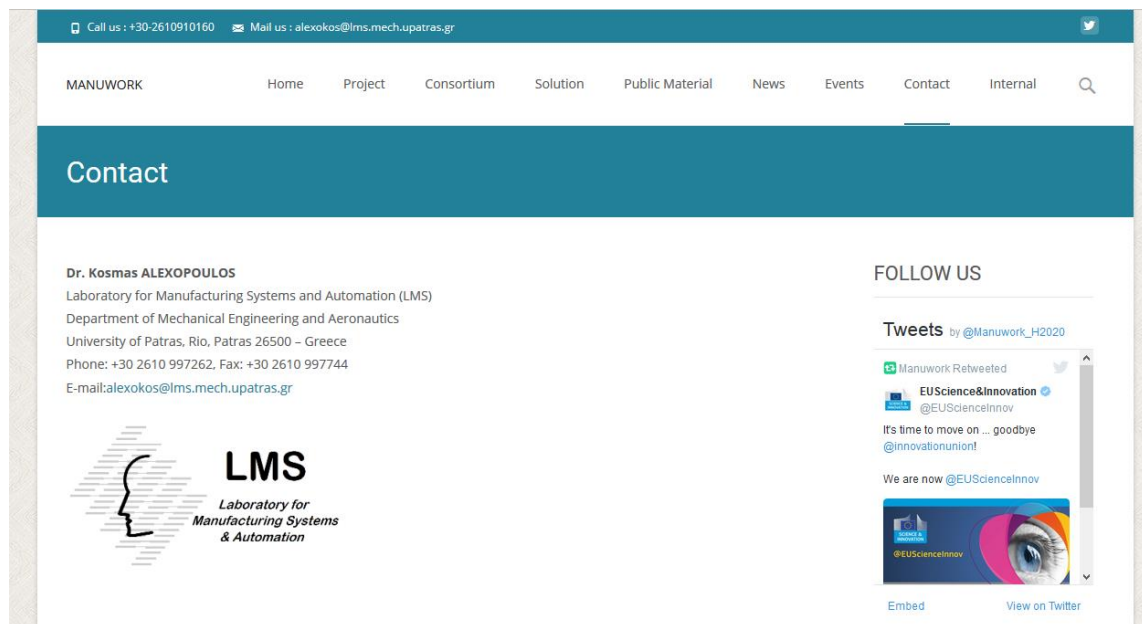 Call us : +30-2610910160 Mail us : alexokos@lms.mech.upatras.gr
MANUWORK Home Project Consortium Solution Public Material News Events Contact Internal
Contact
Dr. Kosmas ALEXOPOULOS
Laboratory for Manufacturing Systems and Automation (LMS)
Department of Mechanical Engineering and Aeronautics
University of Patras, Rio, Patras 26500 – Greece
Phone: +30 2610 997262, Fax: +30 2610 997744
E-mail:alexokos@lms.mech.upatras.gr
LMS
Laboratory for
Manufacturing Systems
& Automation
FOLLOW US
Tweets by @Manuwork_H2020
Manuwork Retweeted
EUScience&Innovation
@EUScienceInnov
It's time to move on ... goodbye
@innovationunion!
We are now @EUScienceInnov
SCIENCE &
INNOVATION
@EUScienceInnov
Embed View on Twitter